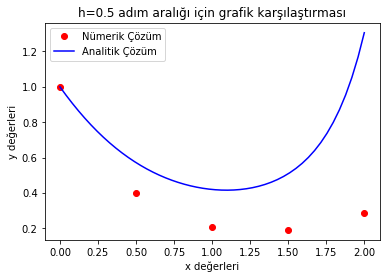 h=0.5 adım aralığı için grafik karşılaştırması
Nümerik Çözüm
Analitik Çözüm
y değerleri
1.2
1.0
0.8
0.6
0.4
0.2
0.00 0.25 0.50 0.75 1.00 1.25 1.50 1.75 2.00
x değerleri